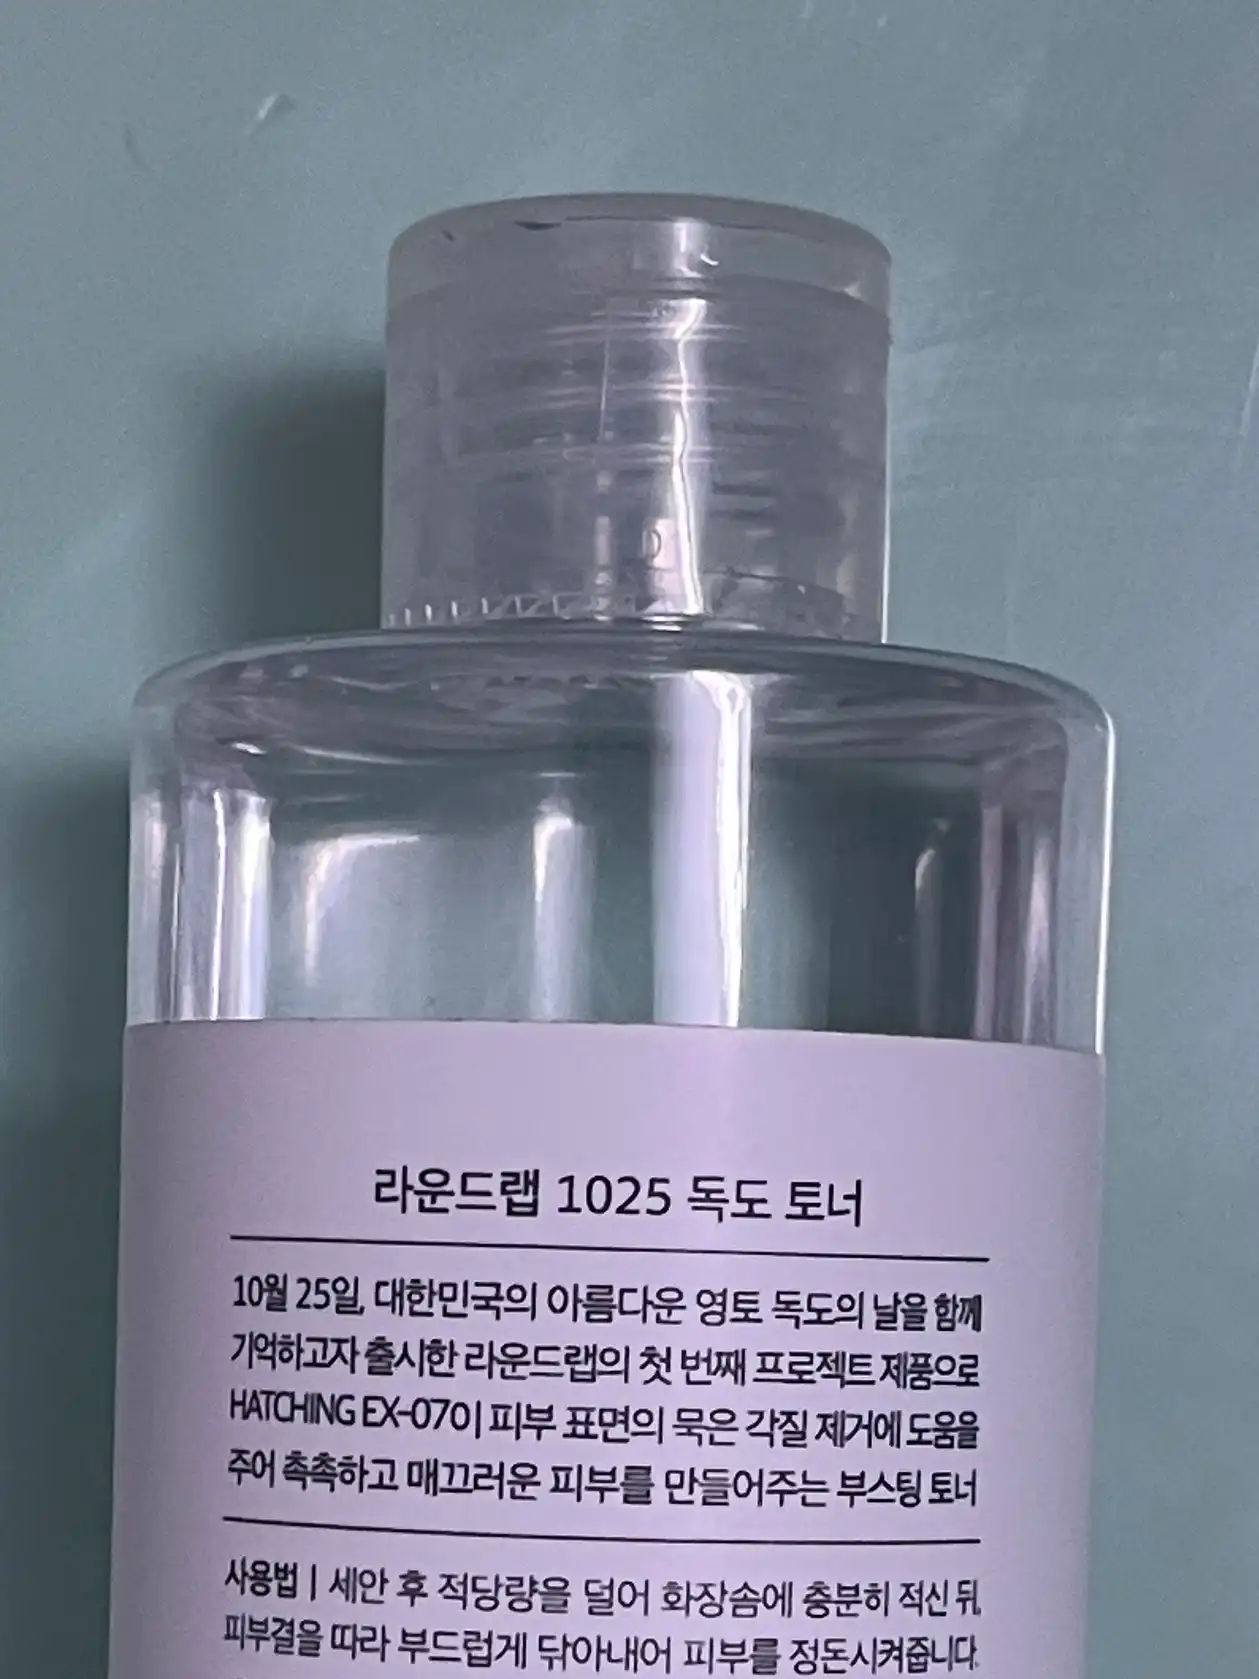 라운드랩 1025 독도 토너
10월 25일, 대한민국의 아름다운 영토 독도의 날을 함께
기억하고자 출시한 라운드랩의 첫 번째 프로젝트 제품으로
HATCHING EX-07이 피부 표면의 묵은 각질 제거에 도움을
주어 촉촉하고 매끄러운 피부를 만들어주는 부스팅 토너
사용법 | 세안 후 적당량을 덜어 화장솜에 충분히 적신 뒤,
피부결을 따라 부드럽게 닦아내어 피부를 정돈시켜줍니다.